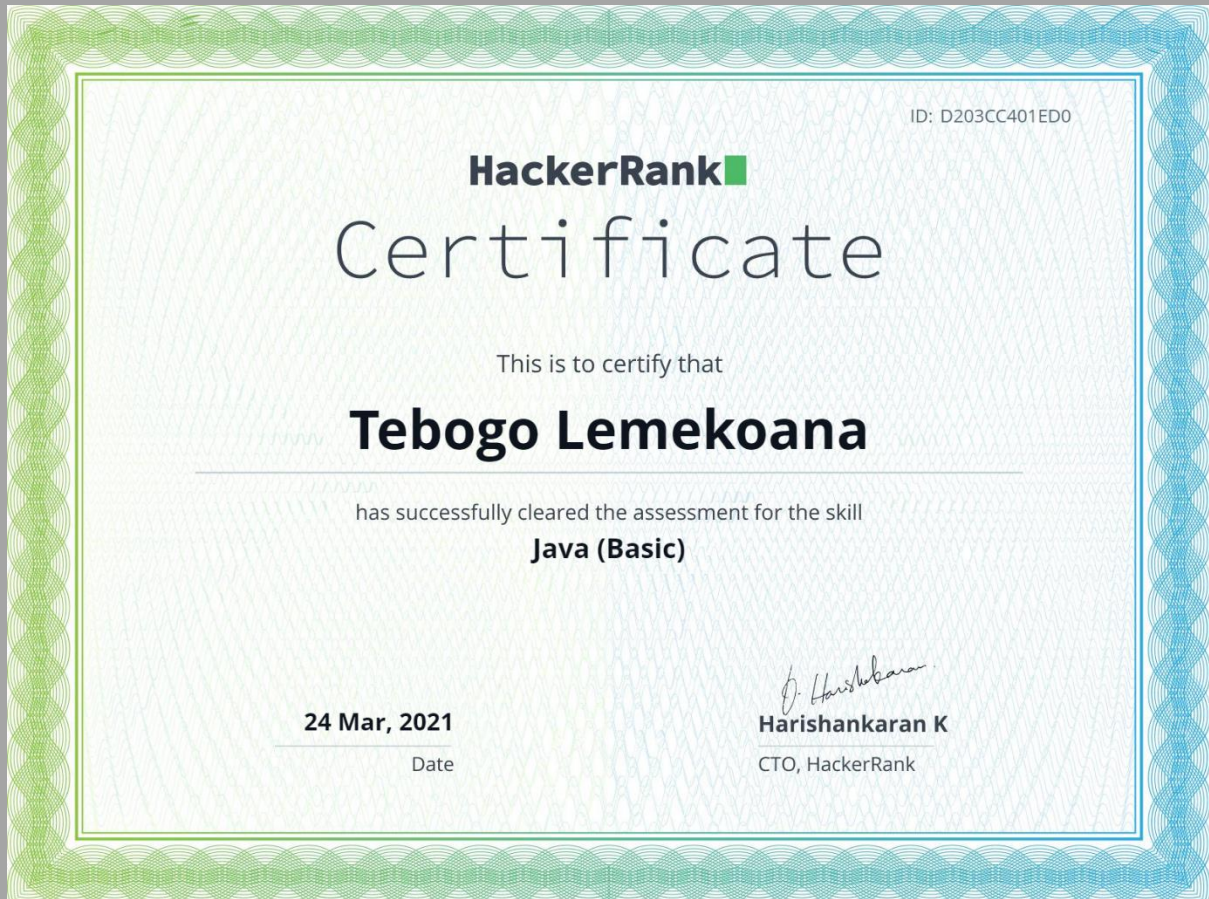 ID: D203CC401ED0
HackerRank
Certificate
This is to certify that
Tebogo Lemekoana
has successfully cleared the assessment for the skill
Java (Basic)
24 Mar, 2021
Date
Harishankaran K
CTO, HackerRank